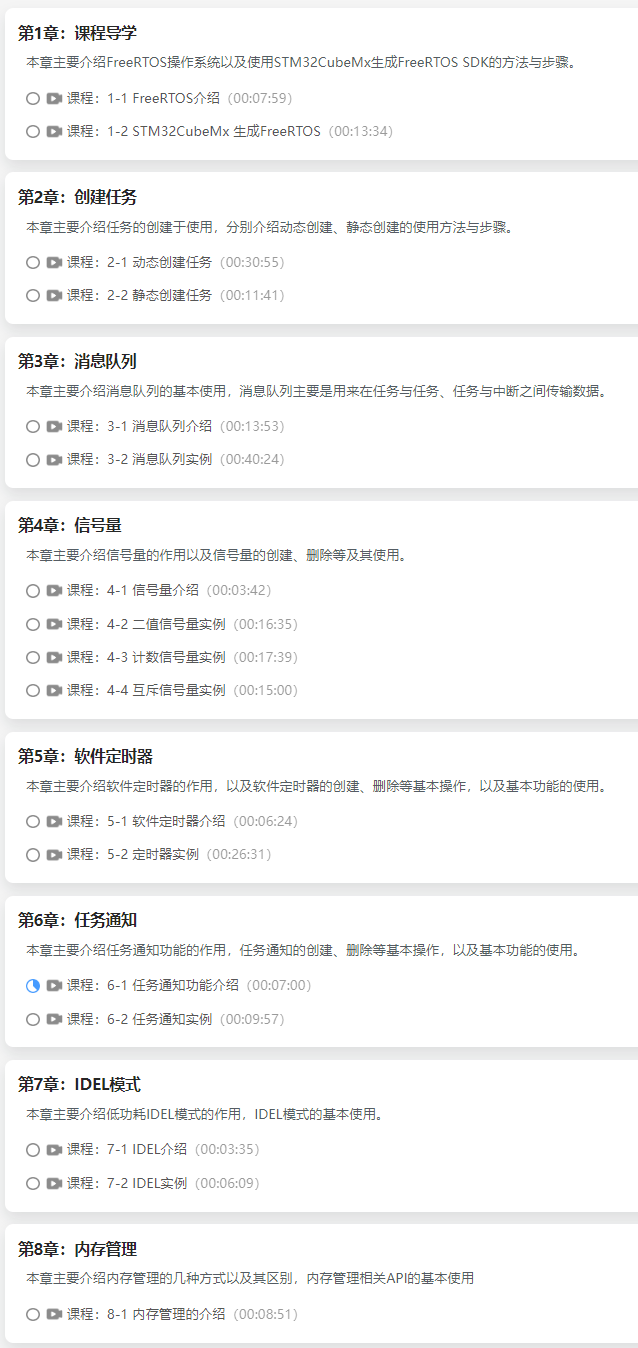 第1章：课程导学
本章主要介绍FreeRTOS操作系统以及使用STM32CubeMx生成FreeRTOS SDK的方法与步骤。
课程：1-1 FreeRTOS介绍（00:07:59）
课程：1-2 STM32CubeMx 生成FreeRTOS（00:13:34）
第2章：创建任务
本章主要介绍任务的创建于使用，分别介绍动态创建、静态创建的使用方法与步骤。
课程：2-1 动态创建任务（00:30:55）
课程：2-2 静态创建任务（00:11:41）
第3章：消息队列
本章主要介绍消息队列的基本使用，消息队列主要是用来在任务与任务、任务与中断之间传输数据。
课程：3-1 消息队列介绍（00:13:53）
课程：3-2 消息队列实例（00:40:24）
第4章：信号量
本章主要介绍信号量的作用以及信号量的创建、删除等及其使用。
课程：4-1 信号量介绍（00:03:42）
课程：4-2 二值信号量实例（00:16:35）
课程：4-3 计数信号量实例（00:17:39）
课程：4-4 互斥信号量实例（00:15:00）
第5章：软件定时器
本章主要介绍软件定时器的作用，以及软件定时器的创建、删除等基本操作，以及基本功能的使用。
课程：5-1 软件定时器介绍（00:06:24）
课程：5-2 定时器实例（00:26:31）
第6章：任务通知
本章主要介绍任务通知功能的作用，任务通知的创建、删除等基本操作，以及基本功能的使用。
课程：6-1 任务通知功能介绍（00:07:00）
课程：6-2 任务通知实例（00:09:57）
第7章：IDEL模式
本章主要介绍低功耗IDEL模式的作用，IDEL模式的基本使用。
课程：7-1 IDEL介绍（00:03:35）
课程：7-2 IDEL实例（00:06:09）
第8章：内存管理
本章主要介绍内存管理的几种方式以及其区别，内存管理相关API的基本使用
课程：8-1 内存管理的介绍（00:08:51）